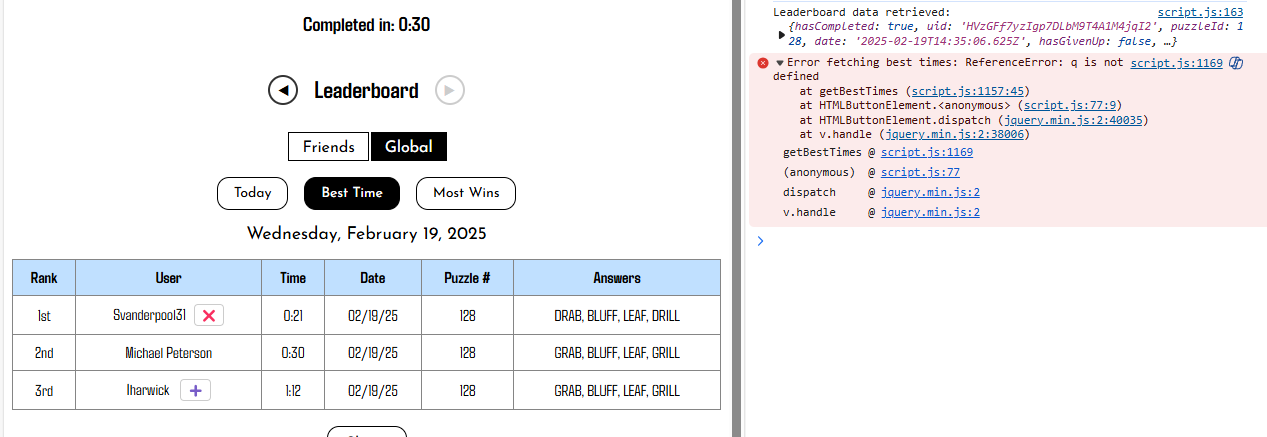 Completed in: 0:30
Leaderboard
Friends Global
Today Best Time Most Wins
Wednesday, February 19, 2025
Rank User Time Date Puzzle # Answers
1st Svanderpool31 0:21 02/19/25 128 DRAB, BLUFF, LEAF, DRILL
2nd Michael Peterson 0:30 02/19/25 128 GRAB, BLUFF, LEAF, GRILL
3rd lharwick 1:12 02/19/25 128 GRAB, BLUFF, LEAF, GRILL
Leaderboard data retrieved: script.js:163
{hasCompleted: true, uid: 'HVzGFf7yzIgp7DLbM9T4A1M4jqI2', puzzleId: 1
28, date: '2025-02-19T14:35:06.625Z', hasGivenUp: false, …}
Error fetching best times: ReferenceError: q is not script.js:1169
defined
at getBestTimes (script.js:1157:45)
at HTMLButtonElement.<anonymous> (script.js:77:9)
at HTMLButtonElement.dispatch (jquery.min.js:2:40035)
at v.handle (jquery.min.js:2:38006)
getBestTimes @ script.js:1169
(anonymous) @ script.js:77
dispatch @ jquery.min.js:2
v.handle @ jquery.min.js:2